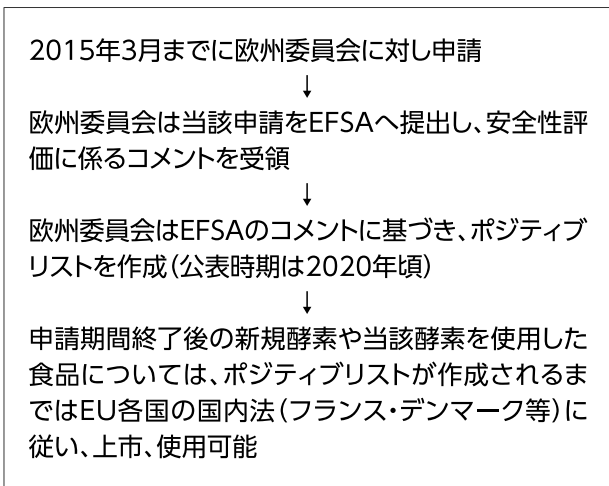 2015年3月までに欧州委員会に対し申請
↓
欧州委員会は当該申請をEFSAへ提出し、安全性評
価に係るコメントを受領
↓
欧州委員会はEFSAのコメントに基づき、ポジティブ
リストを作成（公表時期は2020年頃）
↓
申請期間終了後の新規酵素や当該酵素を使用した
食品については、ポジティブリストが作成されるま
ではEU各国の国内法（フランス・デンマーク等）に
従い、上市、使用可能